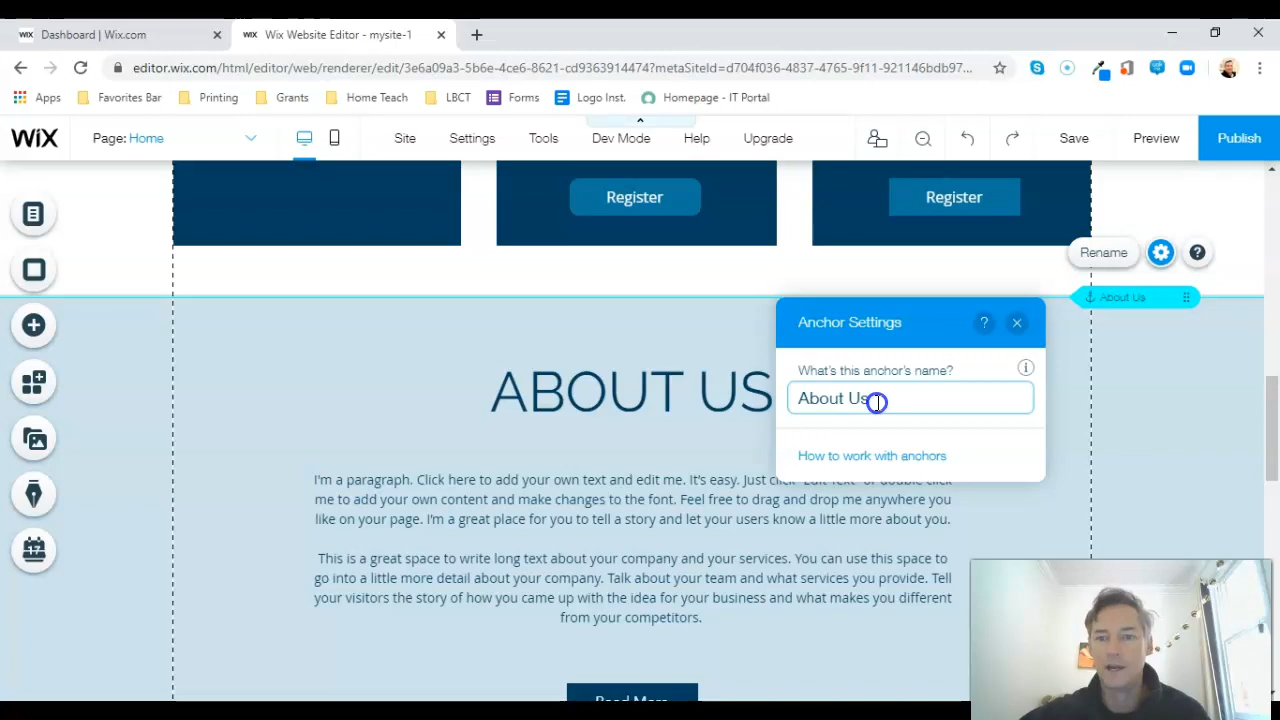 WIX Dashboard | Wix.com
WIX Wix Website Editor - mysite-1
editor.wix.com/html/editor/web/renderer/edit/3e6a09a3-5b6e-4ce6-8621-cd9363914474?metaSiteId=d704f036-4837-4765-9f11-921146bdb97...
Apps Favorites Bar Printing Grants Home Teach LBCT Forms Logo Inst. Homepage - IT Portal
WIX Page: Home Site Settings Tools Dev Mode Help Upgrade Save Preview Publish
Register Register
Rename ?
About Us
Anchor Settings ?
What's this anchor's name? i
About Us
How to work with anchors
ABOUT US
I'm a paragraph. Click here to add your own text and edit me. It's easy. Just click "Edit Text" or double click
me to add your own content and make changes to the font. Feel free to drag and drop me anywhere you
like on your page. I'm a great place for you to tell a story and let your users know a little more about you.
This is a great space to write long text about your company and your services. You can use this space to
go into a little more detail about your company. Talk about your team and what services you provide. Tell
your visitors the story of how you came up with the idea for your business and what makes you different
from your competitors.
17
Read More